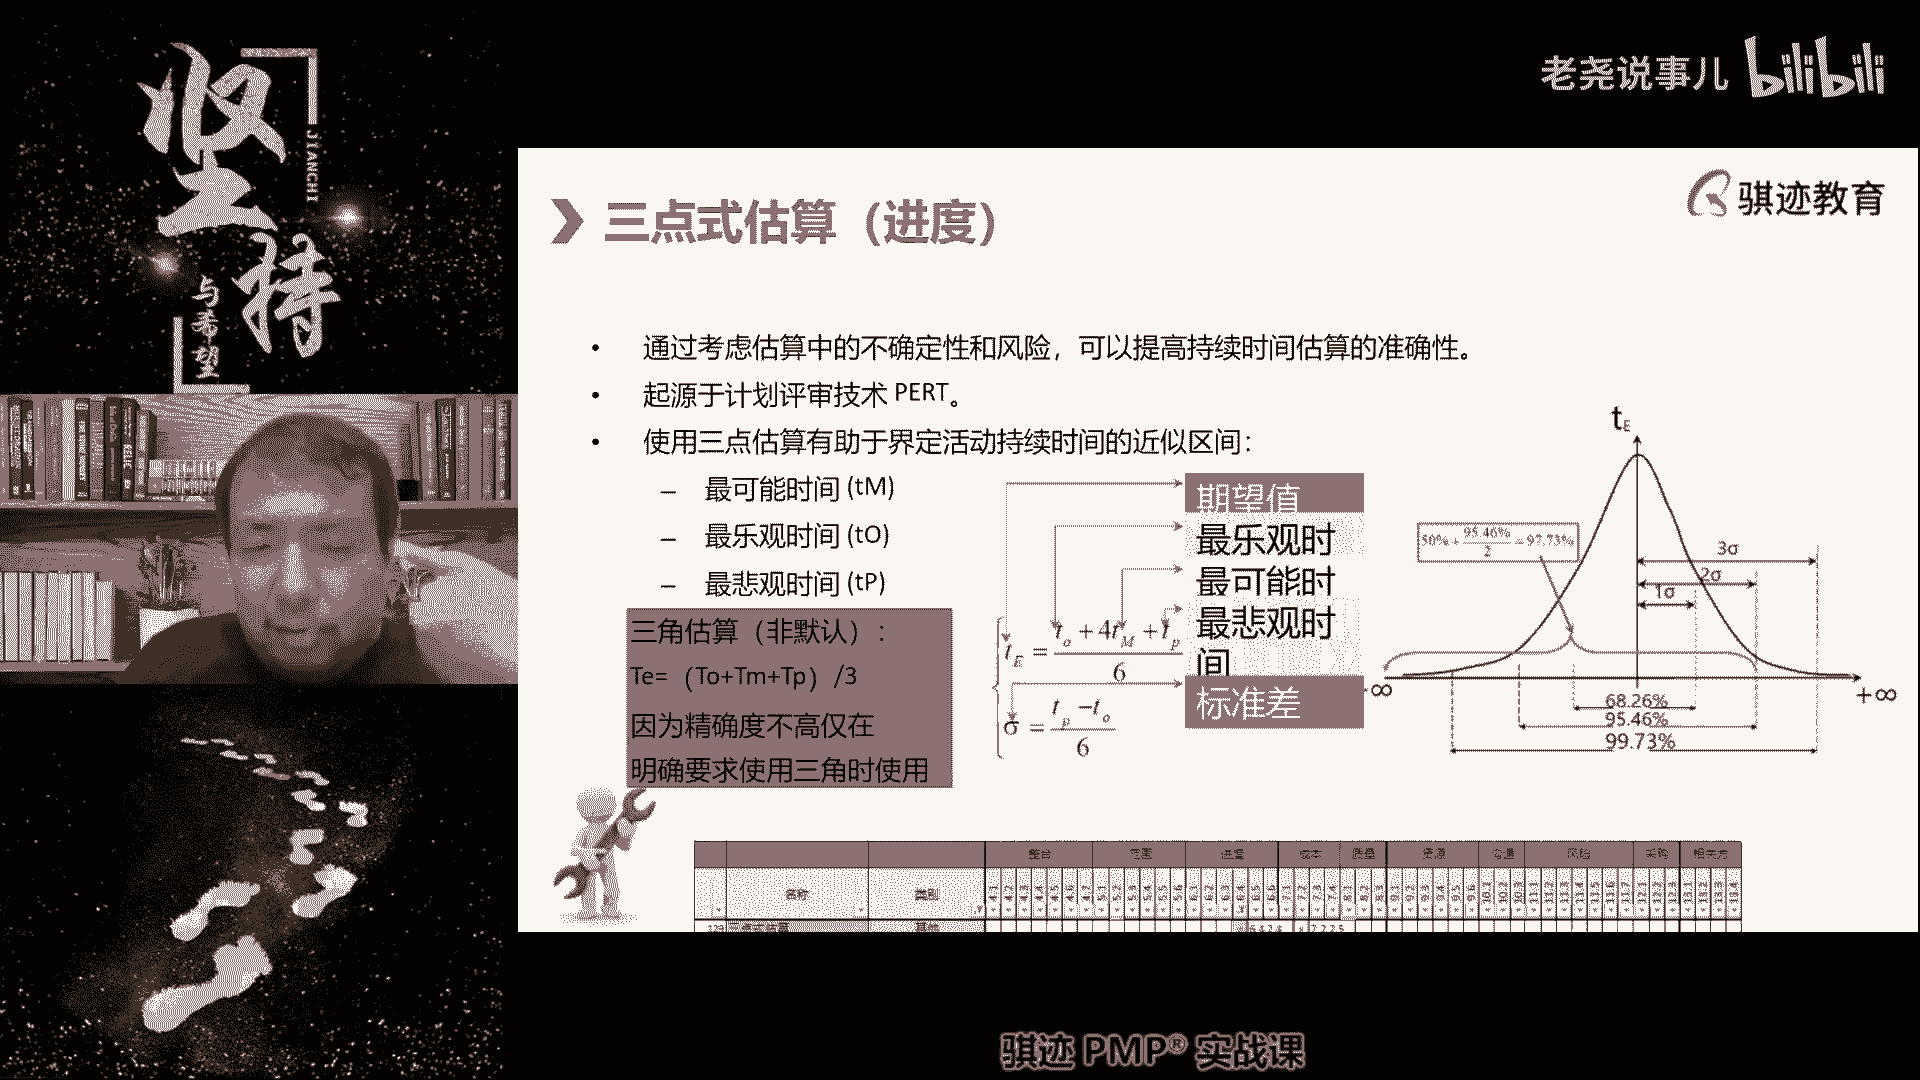 坚持
JIANCHI
与希望
老尧说事儿 bilibili
骐迹教育
三点式估算（进度）
• 通过考虑估算中的不确定性和风险，可以提高持续时间估算的准确性。
• 起源于计划评审技术 PERT。
• 使用三点估算有助于界定活动持续时间的近似区间：
– 最可能时间 (tM)
– 最乐观时间 (tO)
– 最悲观时间 (tP)
三角估算（非默认）：
Te=（To+Tm+Tp）/3
因为精确度不高仅在
明确要求使用三角时使用
期望值
最乐观时
最可能时
最悲观时
间
标准差
t_E = (t_o + 4t_M + t_p) / 6
σ = (t_p − t_o) / 6
t_E
50% + 95.46%/2 = 97.73%
3σ
2σ
1σ
-∞
+∞
68.26%
95.46%
99.73%
整合 范围 进度 成本 质量 资源 沟通 风险 采购 相关方
名称 类别
三点式估算
骐迹 PMP® 实战课